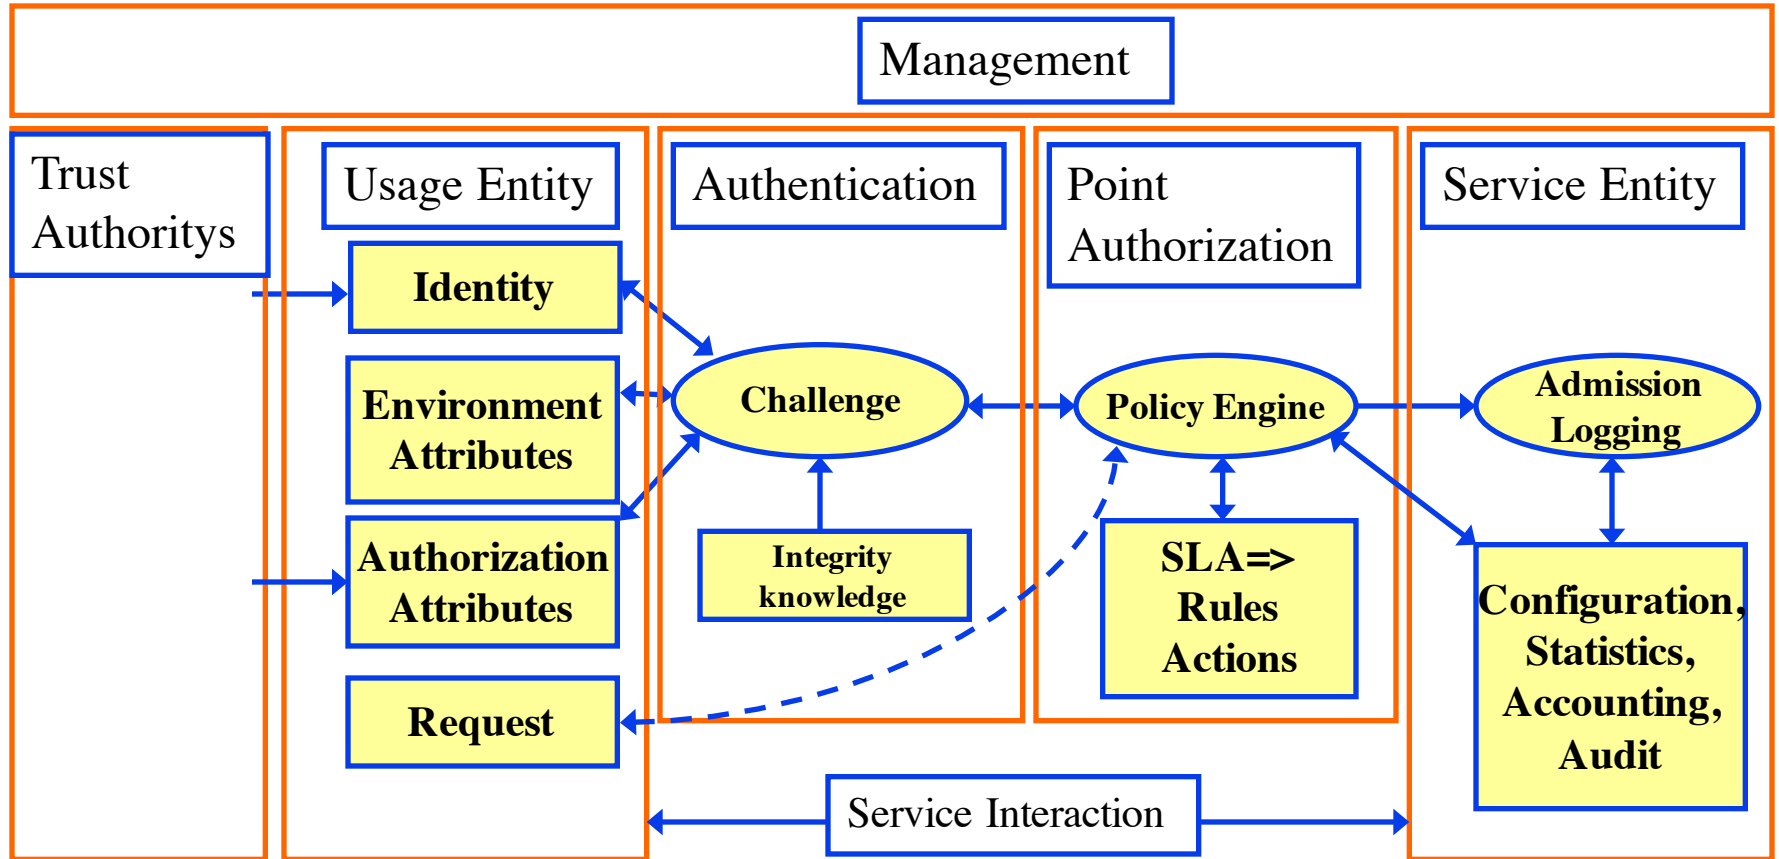 Management
Trust
Authoritys
Usage Entity
Identity
Environment
Attributes
Authorization
Attributes
Request
Authentication
Challenge
Integrity
knowledge
Point
Authorization
Policy Engine
SLA=>
Rules
Actions
Service Entity
Admission
Logging
Configuration,
Statistics,
Accounting,
Audit
Service Interaction